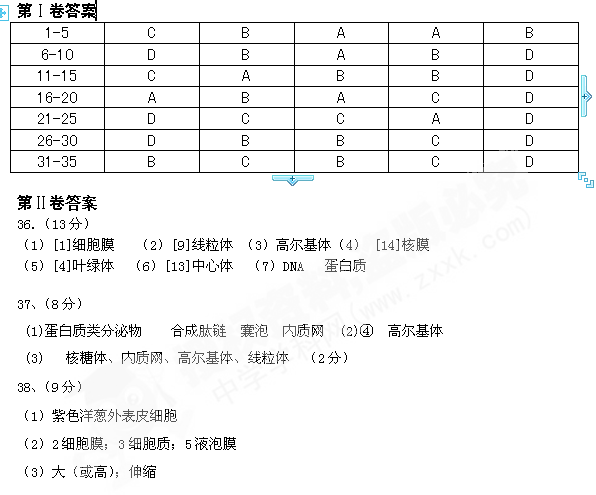 第Ⅰ卷答案
1-5 C B A A B
6-10 D B A B D
11-15 C A B B D
16-20 A B A C D
21-25 D C C A D
26-30 D B B C D
31-35 B C B C D
第Ⅱ卷答案
36.（13分）
（1）[1]细胞膜 （2）[9]线粒体 （3）高尔基体（4） [14]核膜
（5）[4]叶绿体 （6）[13]中心体 （7）DNA 蛋白质
37、（8分）
(1)蛋白质类分泌物 合成肽链 囊泡 内质网 (2)④ 高尔基体
(3) 核糖体、内质网、高尔基体、线粒体 （2分）
38、（9分）
（1）紫色洋葱外表皮细胞
（2）2细胞膜；3细胞质；5液泡膜
（3）大（或高）；伸缩